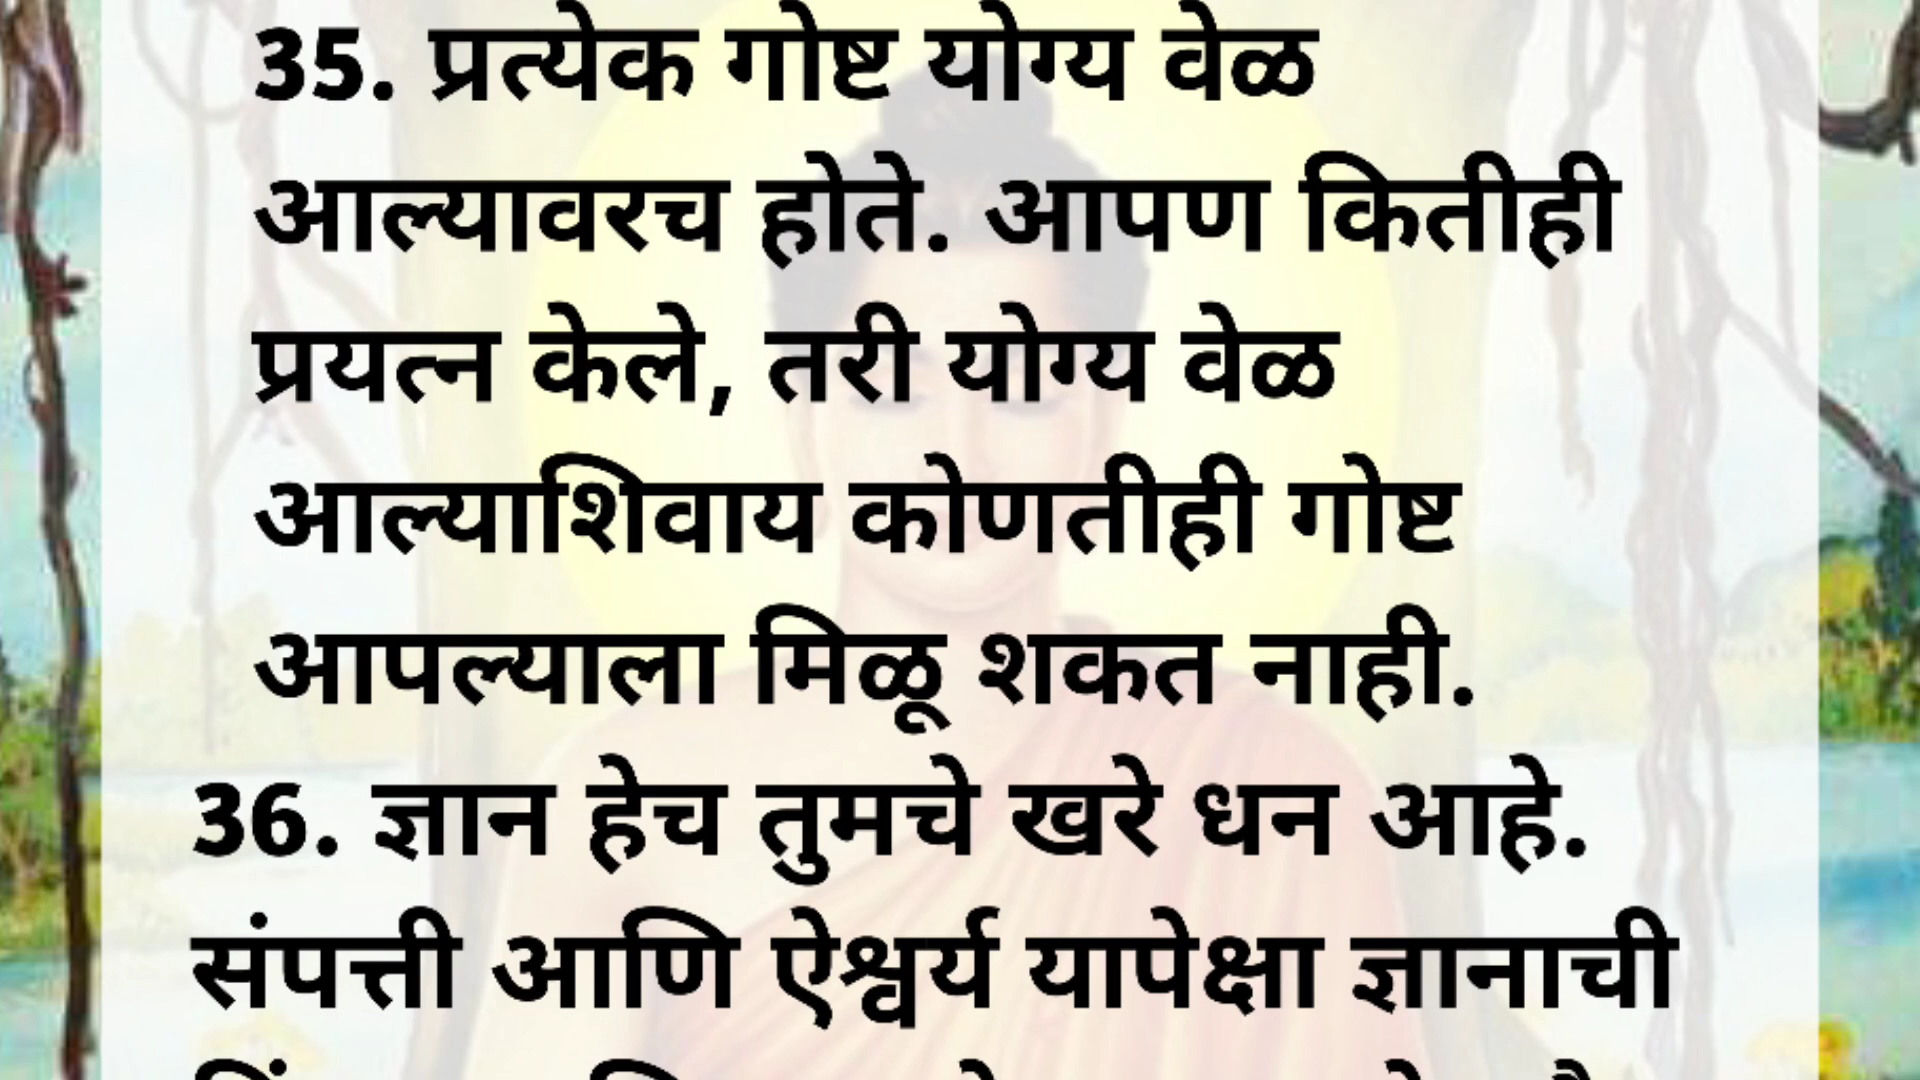 35. प्रत्येक गोष्ट योग्य वेळ
आल्यावरच होते. आपण कितीही
प्रयत्न केले, तरी योग्य वेळ
आल्याशिवाय कोणतीही गोष्ट
आपल्याला मिळू शकत नाही.
36. ज्ञान हेच तुमचे खरे धन आहे.
संपत्ती आणि ऐश्वर्य यापेक्षा ज्ञानाची